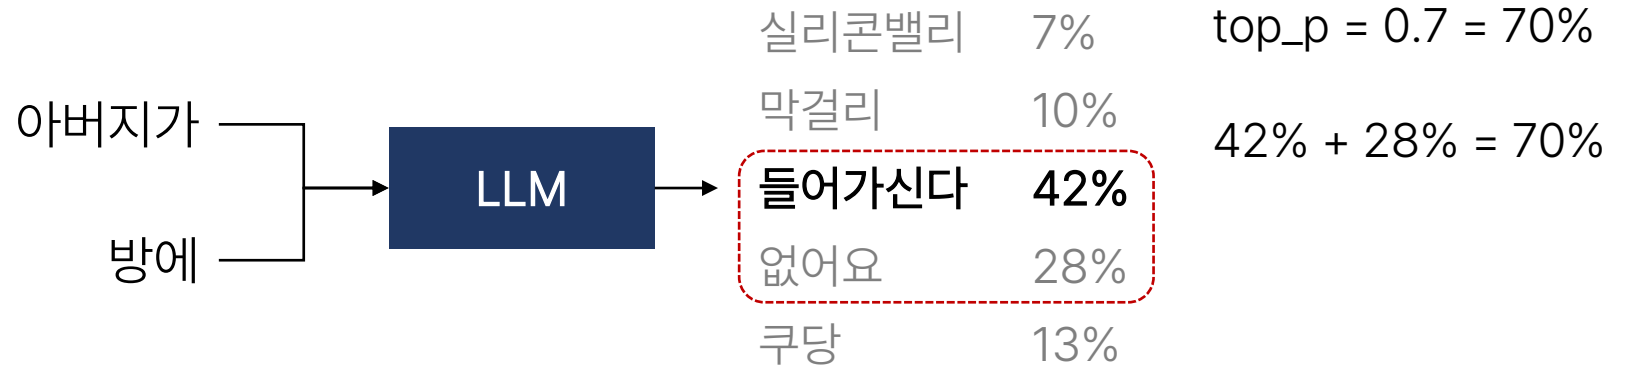 아버지가
방에
LLM
실리콘밸리 7%
막걸리 10%
들어가신다 42%
없어요 28%
쿠당 13%
top_p = 0.7 = 70%
42% + 28% = 70%